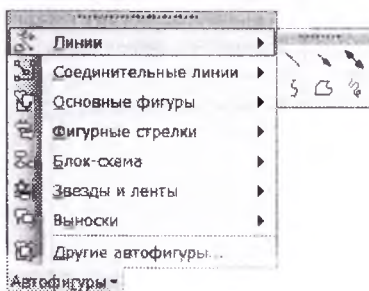 Линии
Соединительные линии
Основные фигуры
Фигурные стрелки
Блок-схема
Звезды и ленты
Выноски
Другие автофигуры...
Автофигуры